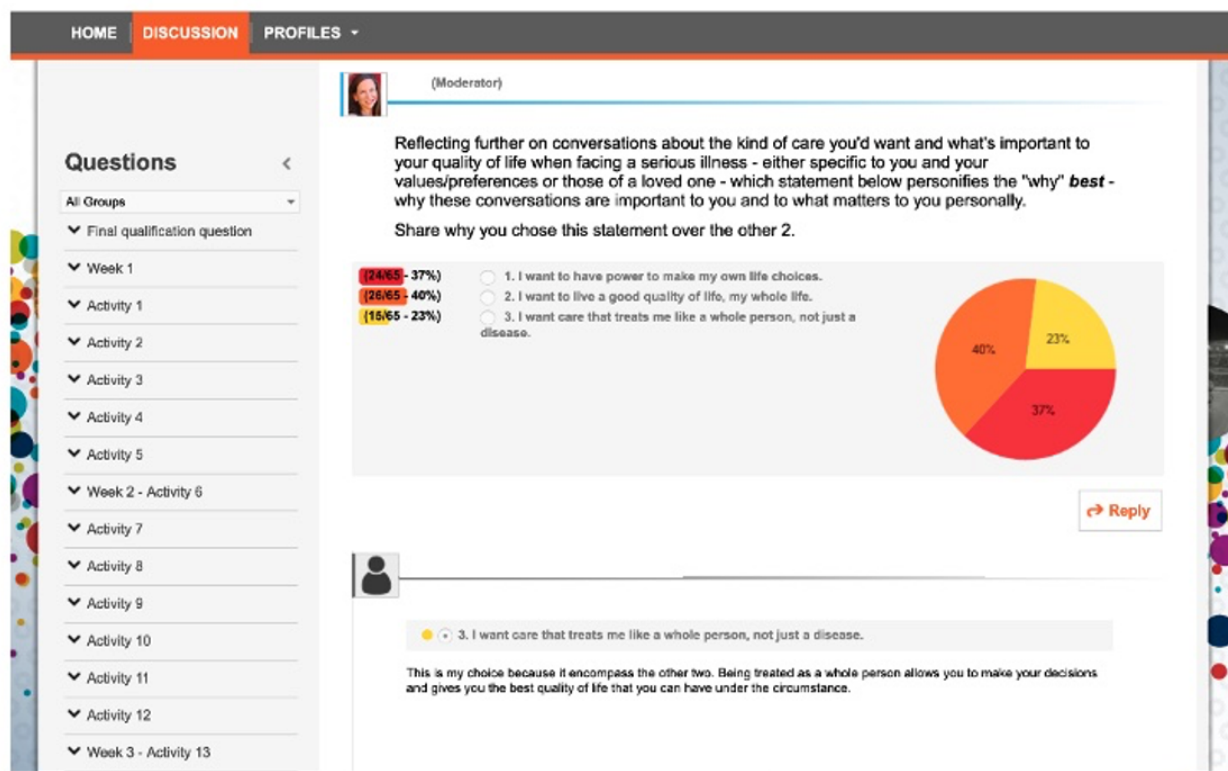 HOME DISCUSSION PROFILES
(Moderator)
Reflecting further on conversations about the kind of care you'd want and what's important to
your quality of life when facing a serious illness - either specific to you and your
values/preferences or those of a loved one - which statement below personifies the "why" best -
why these conversations are important to you and to what matters to you personally.
Share why you chose this statement over the other 2.
Questions
All Groups
Final qualification question
Week 1
Activity 1
Activity 2
Activity 3
Activity 4
Activity 5
Week 2 - Activity 6
Activity 7
Activity 8
Activity 9
Activity 10
Activity 11
Activity 12
Week 3 - Activity 13
(24/65 - 37%) 1. I want to have power to make my own life choices.
(26/65 - 40%) 2. I want to live a good quality of life, my whole life.
(15/65 - 23%) 3. I want care that treats me like a whole person, not just a
disease.
40%
23%
37%
Reply
3. I want care that treats me like a whole person, not just a disease.
This is my choice because it encompass the other two. Being treated as a whole person allows you to make your decisions
and gives you the best quality of life that you can have under the circumstance.